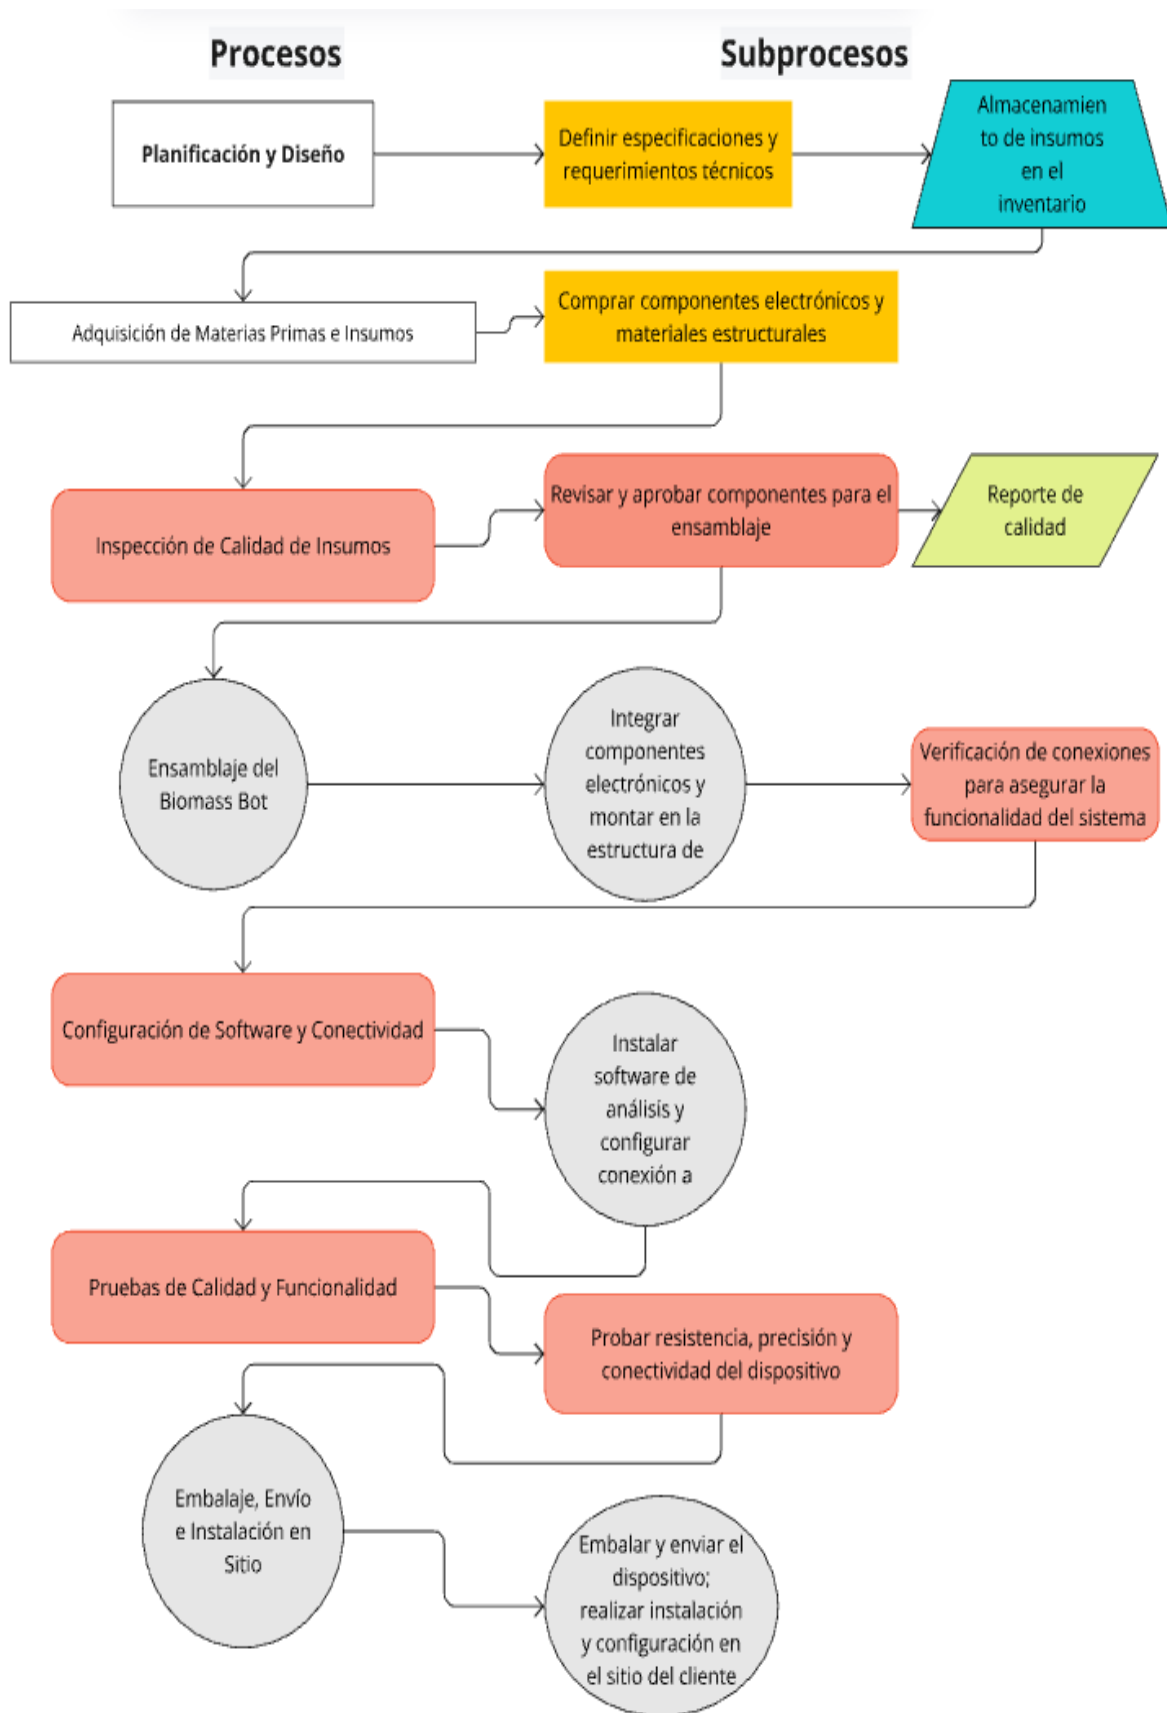 Procesos
Subprocesos
Planificación y Diseño
Definir especificaciones y
requerimientos técnicos
Almacenamien
to de insumos
en el
inventario
Adquisición de Materias Primas e Insumos
Comprar componentes electrónicos y
materiales estructurales
Inspección de Calidad de Insumos
Revisar y aprobar componentes para el
ensamblaje
Reporte de
calidad
Ensamblaje del
Biomass Bot
Integrar
componentes
electrónicos y
montar en la
estructura de
Verificación de conexiones
para asegurar la
funcionalidad del sistema
Configuración de Software y Conectividad
Instalar
software de
análisis y
configurar
conexión a
Pruebas de Calidad y Funcionalidad
Probar resistencia, precisión y
conectividad del dispositivo
Embalaje, Envío
e Instalación en
Sitio
Embalar y enviar el
dispositivo;
realizar instalación
y configuración en
el sitio del cliente